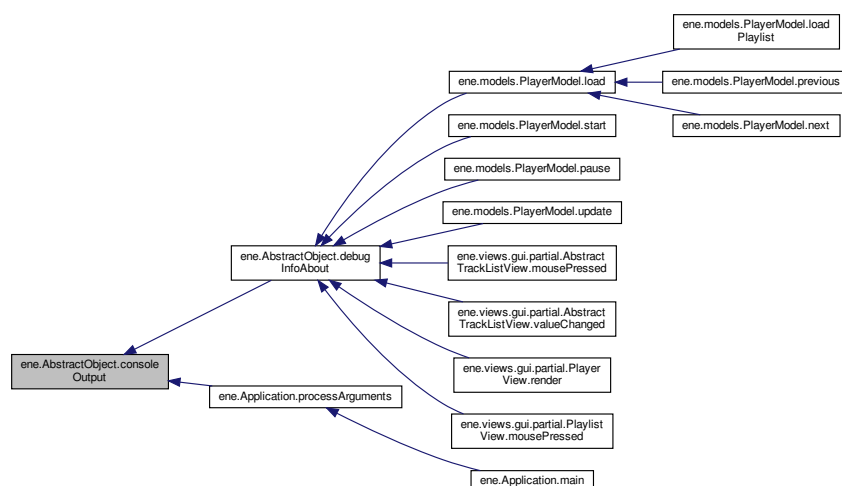 ene.models.PlayerModel.load
Playlist
ene.models.PlayerModel.load
ene.models.PlayerModel.previous
ene.models.PlayerModel.next
ene.models.PlayerModel.start
ene.models.PlayerModel.pause
ene.models.PlayerModel.update
ene.AbstractObject.debug
InfoAbout
ene.views.gui.partial.Abstract
TrackListView.mousePressed
ene.views.gui.partial.Abstract
TrackListView.valueChanged
ene.AbstractObject.console
Output
ene.views.gui.partial.Player
View.render
ene.Application.processArguments
ene.views.gui.partial.Playlist
View.mousePressed
ene.Application.main